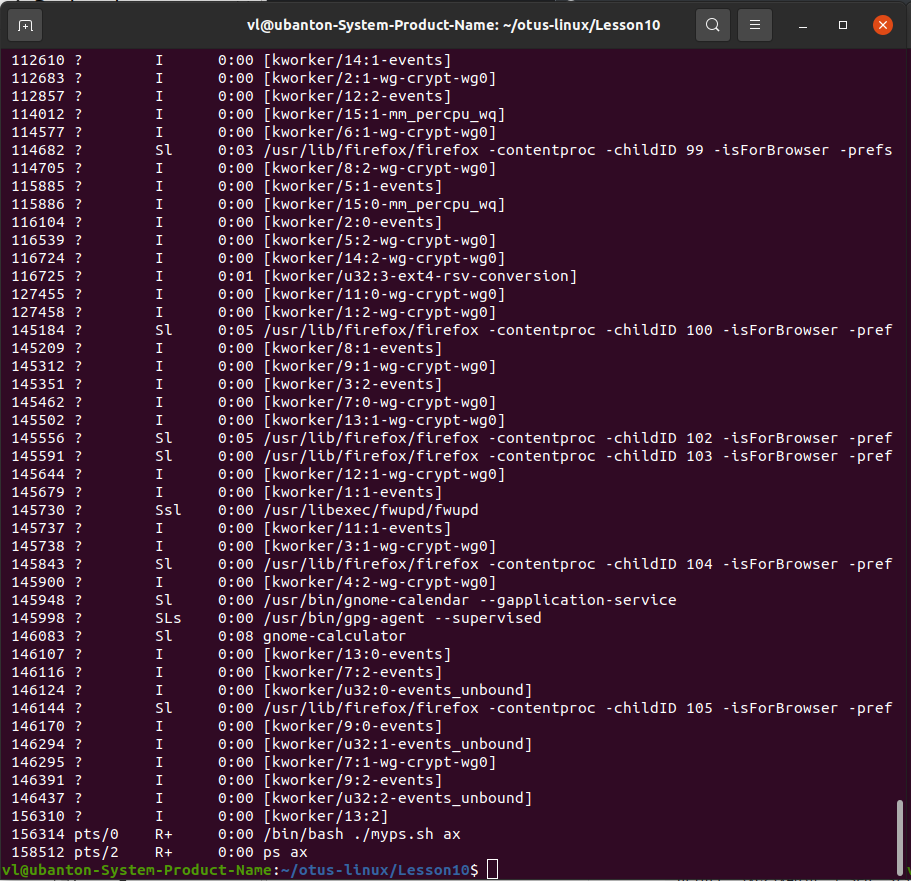 vl@ubanton-System-Product-Name: ~/otus-linux/Lesson10
112610 ? I 0:00 [kworker/14:1-events]
112683 ? I 0:00 [kworker/2:1-wg-crypt-wg0]
112857 ? I 0:00 [kworker/12:2-events]
114012 ? I 0:00 [kworker/15:1-mm_percpu_wq]
114577 ? I 0:00 [kworker/6:1-wg-crypt-wg0]
114682 ? Sl 0:03 /usr/lib/firefox/firefox -contentproc -childID 99 -isForBrowser -prefs
114705 ? I 0:00 [kworker/8:2-wg-crypt-wg0]
115885 ? I 0:00 [kworker/5:1-events]
115886 ? I 0:00 [kworker/15:0-mm_percpu_wq]
116104 ? I 0:00 [kworker/2:0-events]
116539 ? I 0:00 [kworker/5:2-wg-crypt-wg0]
116724 ? I 0:00 [kworker/14:2-wg-crypt-wg0]
116725 ? I 0:01 [kworker/u32:3-ext4-rsv-conversion]
127455 ? I 0:00 [kworker/11:0-wg-crypt-wg0]
127458 ? I 0:00 [kworker/1:2-wg-crypt-wg0]
145184 ? Sl 0:05 /usr/lib/firefox/firefox -contentproc -childID 100 -isForBrowser -pref
145209 ? I 0:00 [kworker/8:1-events]
145312 ? I 0:00 [kworker/9:1-wg-crypt-wg0]
145351 ? I 0:00 [kworker/3:2-events]
145462 ? I 0:00 [kworker/7:0-wg-crypt-wg0]
145502 ? I 0:00 [kworker/13:1-wg-crypt-wg0]
145556 ? Sl 0:05 /usr/lib/firefox/firefox -contentproc -childID 102 -isForBrowser -pref
145591 ? Sl 0:00 /usr/lib/firefox/firefox -contentproc -childID 103 -isForBrowser -pref
145644 ? I 0:00 [kworker/12:1-wg-crypt-wg0]
145679 ? I 0:00 [kworker/1:1-events]
145730 ? Ssl 0:00 /usr/libexec/fwupd/fwupd
145737 ? I 0:00 [kworker/11:1-events]
145738 ? I 0:00 [kworker/3:1-wg-crypt-wg0]
145843 ? Sl 0:00 /usr/lib/firefox/firefox -contentproc -childID 104 -isForBrowser -pref
145900 ? I 0:00 [kworker/4:2-wg-crypt-wg0]
145948 ? Sl 0:00 /usr/bin/gnome-calendar --gapplication-service
145998 ? SLs 0:00 /usr/bin/gpg-agent --supervised
146083 ? Sl 0:08 gnome-calculator
146107 ? I 0:00 [kworker/13:0-events]
146116 ? I 0:00 [kworker/7:2-events]
146124 ? I 0:00 [kworker/u32:0-events_unbound]
146144 ? Sl 0:00 /usr/lib/firefox/firefox -contentproc -childID 105 -isForBrowser -pref
146170 ? I 0:00 [kworker/9:0-events]
146294 ? I 0:00 [kworker/u32:1-events_unbound]
146295 ? I 0:00 [kworker/7:1-wg-crypt-wg0]
146391 ? I 0:00 [kworker/9:2-events]
146437 ? I 0:00 [kworker/u32:2-events_unbound]
156310 ? I 0:00 [kworker/13:2]
156314 pts/0 R+ 0:00 /bin/bash ./myps.sh ax
158512 pts/2 R+ 0:00 ps ax
vl@ubanton-System-Product-Name:~/otus-linux/Lesson10$